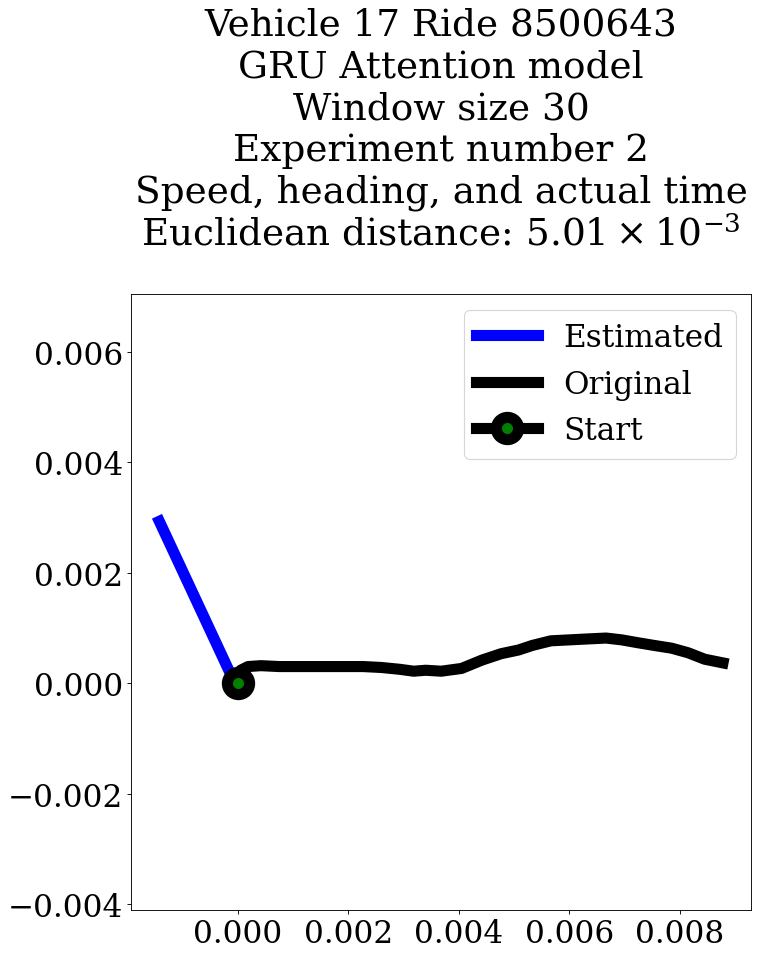 Vehicle 17 Ride 8500643
GRU Attention model
Window size 30
Experiment number 2
Speed, heading, and actual time
Euclidean distance: 5.01 × 10⁻³
Estimated
Original
Start
0.006
0.004
0.002
0.000
−0.002
−0.004
0.000 0.002 0.004 0.006 0.008